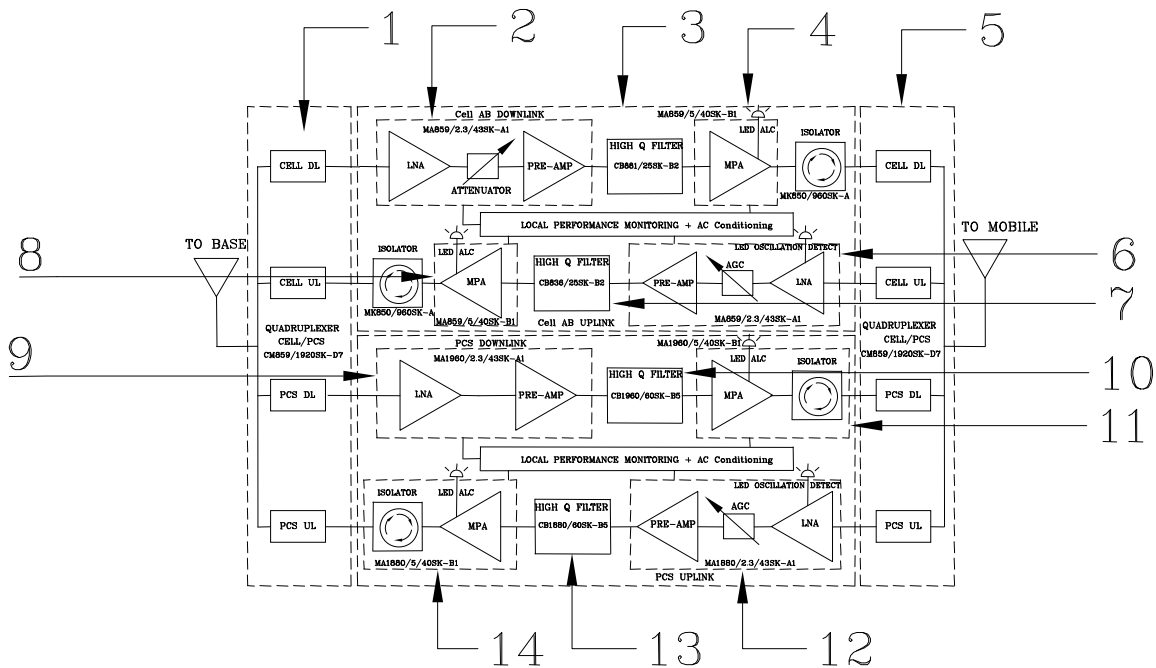 1 2 3 4 5
Cell AB DOWNLINK
MA859/2.3/43SK-A1
MA859/5/40SK-B1
LED ALC
ISOLATOR
CELL DL
LNA
ATTENUATOR
PRE-AMP
HIGH Q FILTER
CB881/25SK-B2
MPA
MK850/960SK-A
CELL DL
LOCAL PERFORMANCE MONITORING + AC Conditioning
TO BASE
TO MOBILE
8
6
7
ISOLATOR
LED ALC
HIGH Q FILTER
LED OSCILLATION DETECT
CELL UL
MPA
CB836/25SK-B2
PRE-AMP
AGC
LNA
CELL UL
MK850/960SK-A
MA859/5/40SK-B1
Cell AB UPLINK
MA859/2.3/43SK-A1
QUADRUPLEXER
CELL/PCS
CM859/1920SK-D7
QUADRUPLEXER
CELL/PCS
CM859/1920SK-D7
9
10
11
PCS DOWNLINK
MA1960/2.3/43SK-A1
MA1960/5/40SK-B1
LED ALC
ISOLATOR
PCS DL
LNA
PRE-AMP
HIGH Q FILTER
CB1960/60SK-B5
MPA
PCS DL
LOCAL PERFORMANCE MONITORING + AC Conditioning
ISOLATOR
LED ALC
HIGH Q FILTER
LED OSCILLATION DETECT
PCS UL
MPA
CB1880/60SK-B5
PRE-AMP
AGC
LNA
PCS UL
MA1880/5/40SK-B1
MA1880/2.3/43SK-A1
PCS UPLINK
14 13 12